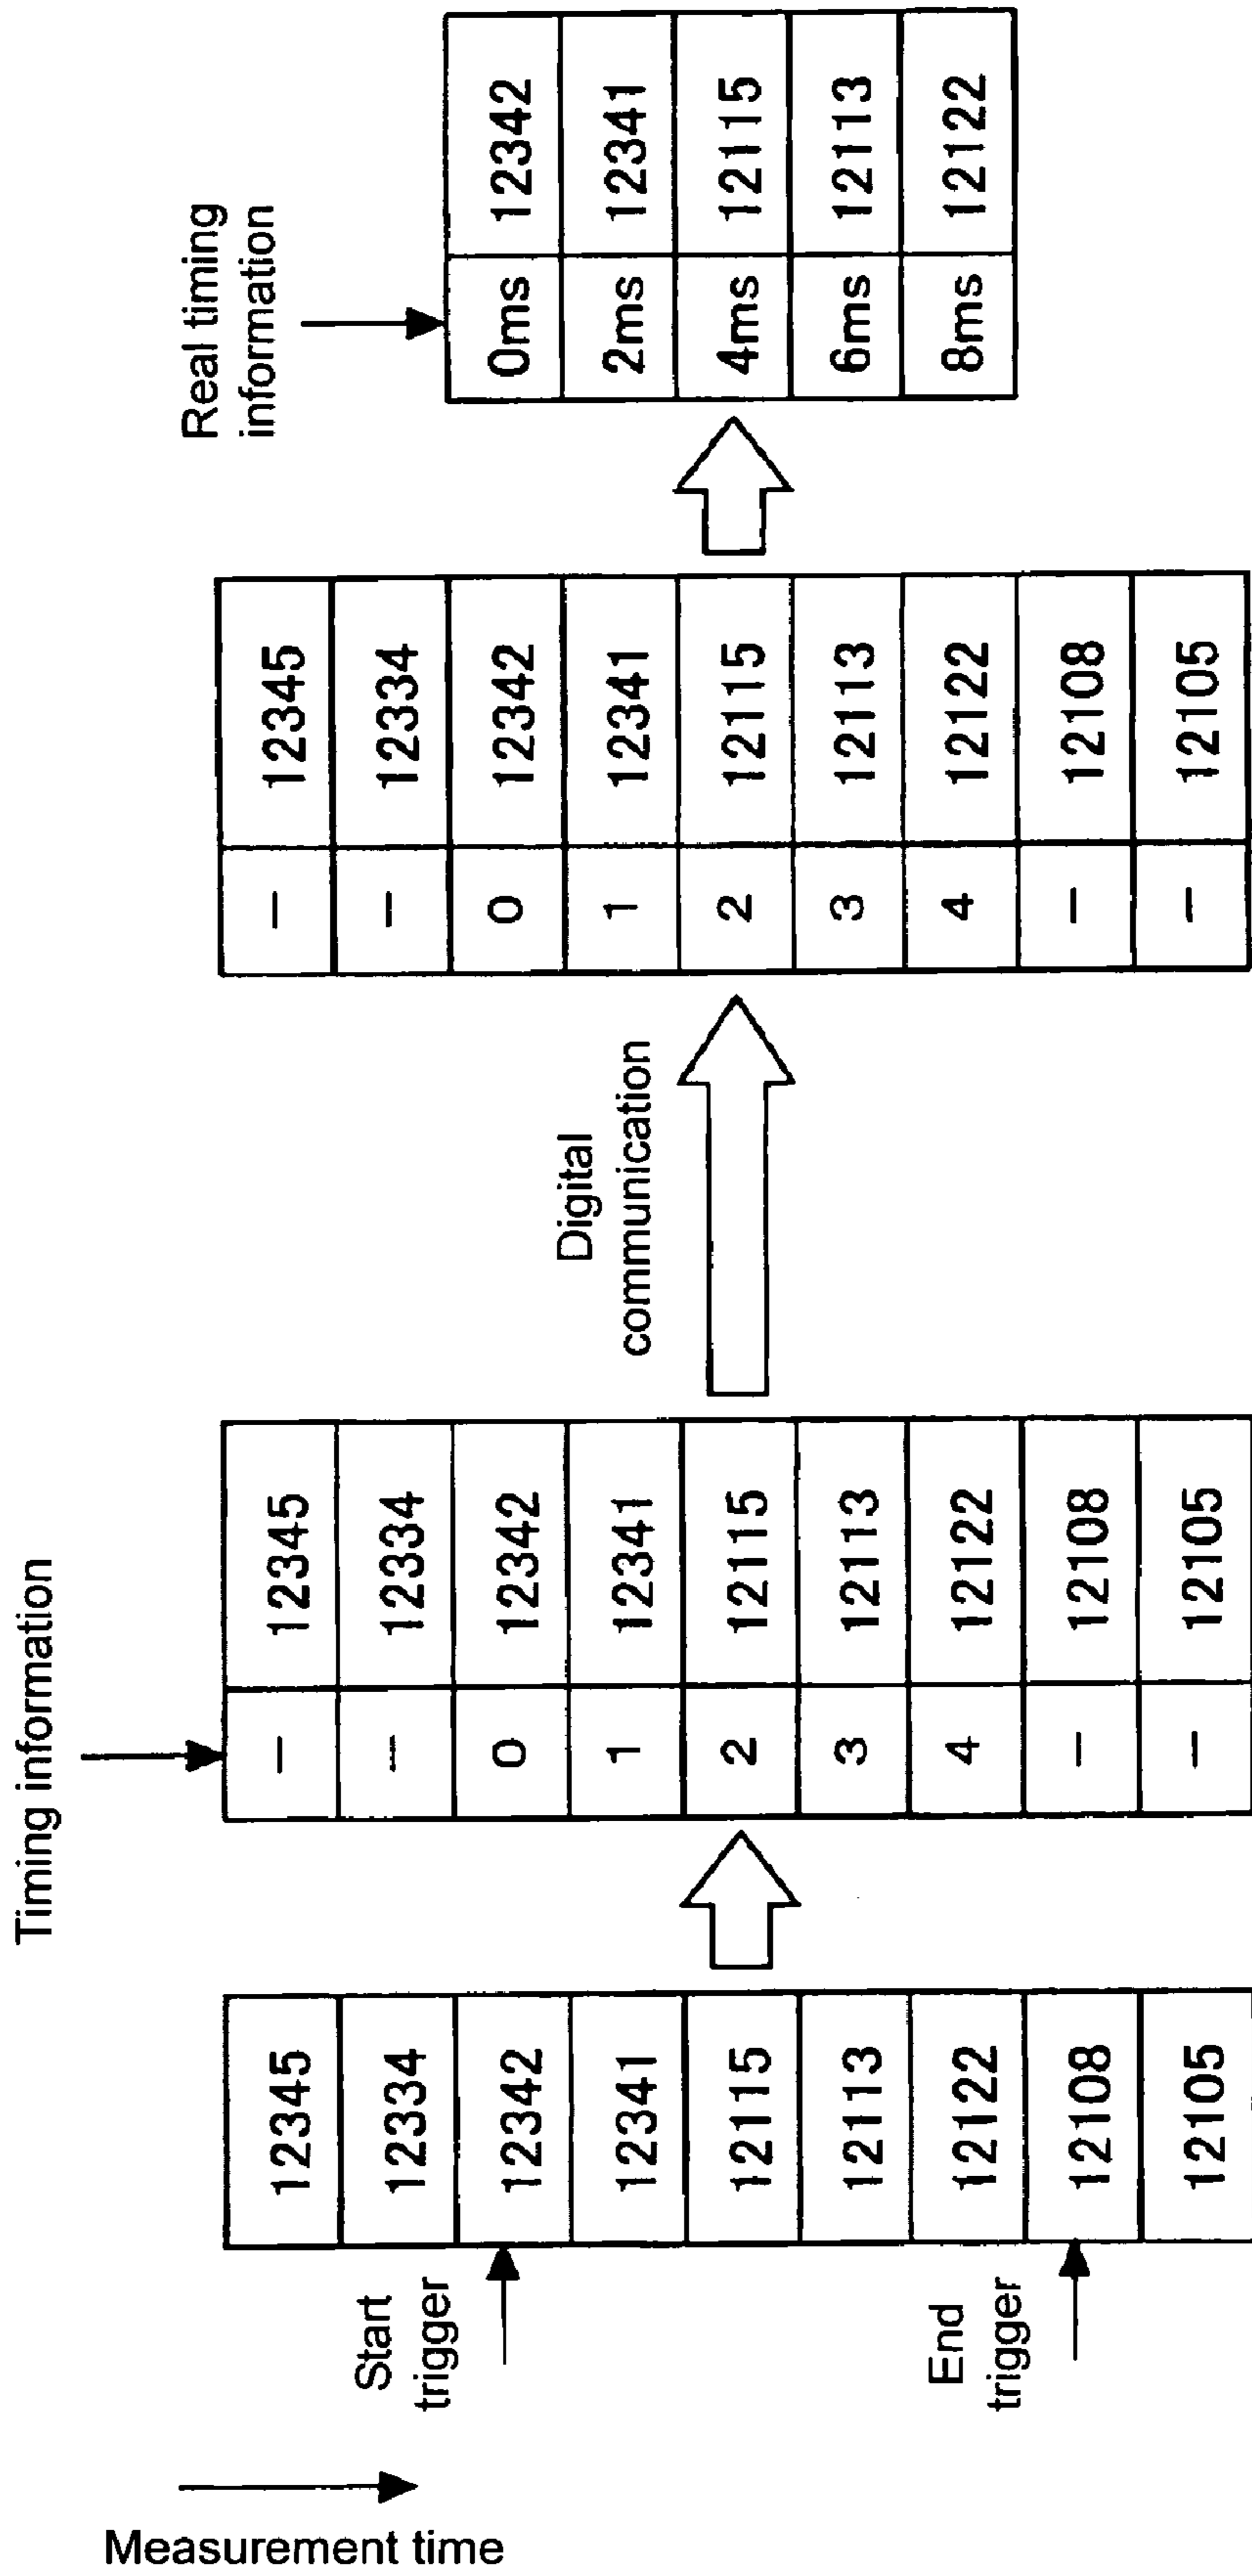 Measurement time
Start
trigger
End
trigger
12345
12334
12342
12341
12115
12113
12122
12108
12105
Timing information
– 12345
– 12334
0 12342
1 12341
2 12115
3 12113
4 12122
– 12108
– 12105
Digital
communication
– 12345
– 12334
0 12342
1 12341
2 12115
3 12113
4 12122
– 12108
– 12105
Real timing
information
0ms 12342
2ms 12341
4ms 12115
6ms 12113
8ms 12122